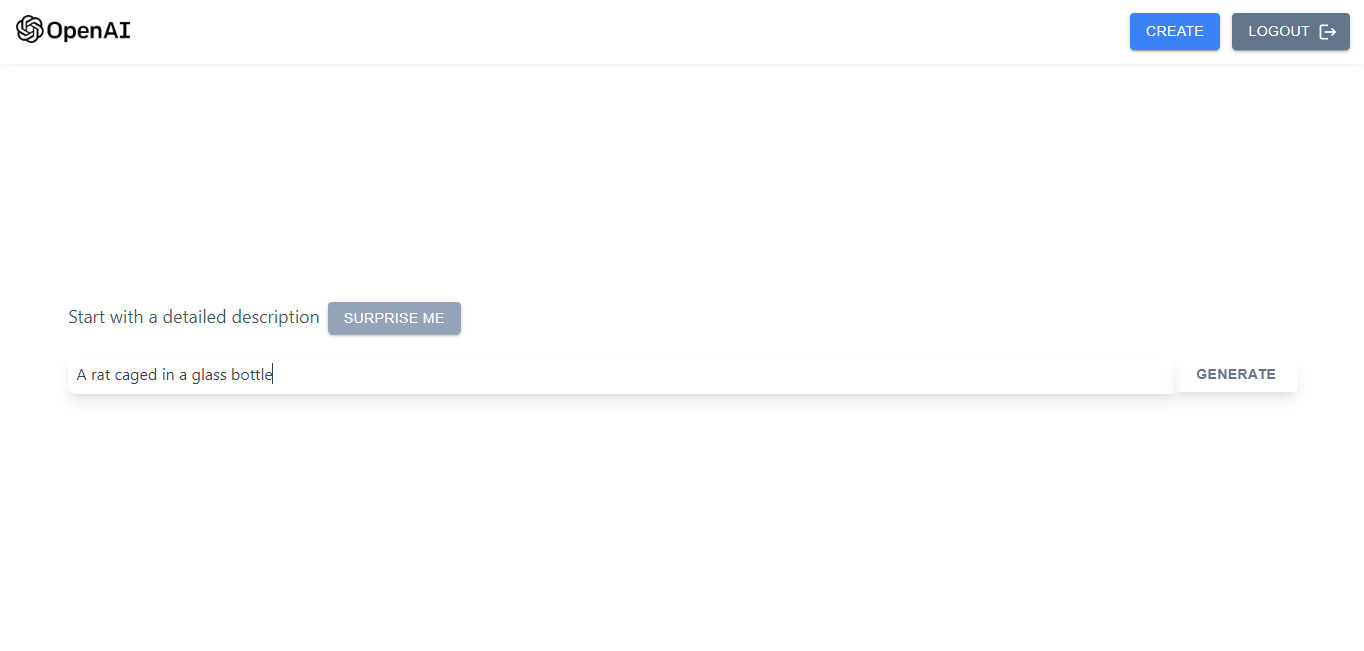 OpenAI
CREATE
LOGOUT
Start with a detailed description
SURPRISE ME
A rat caged in a glass bottle
GENERATE